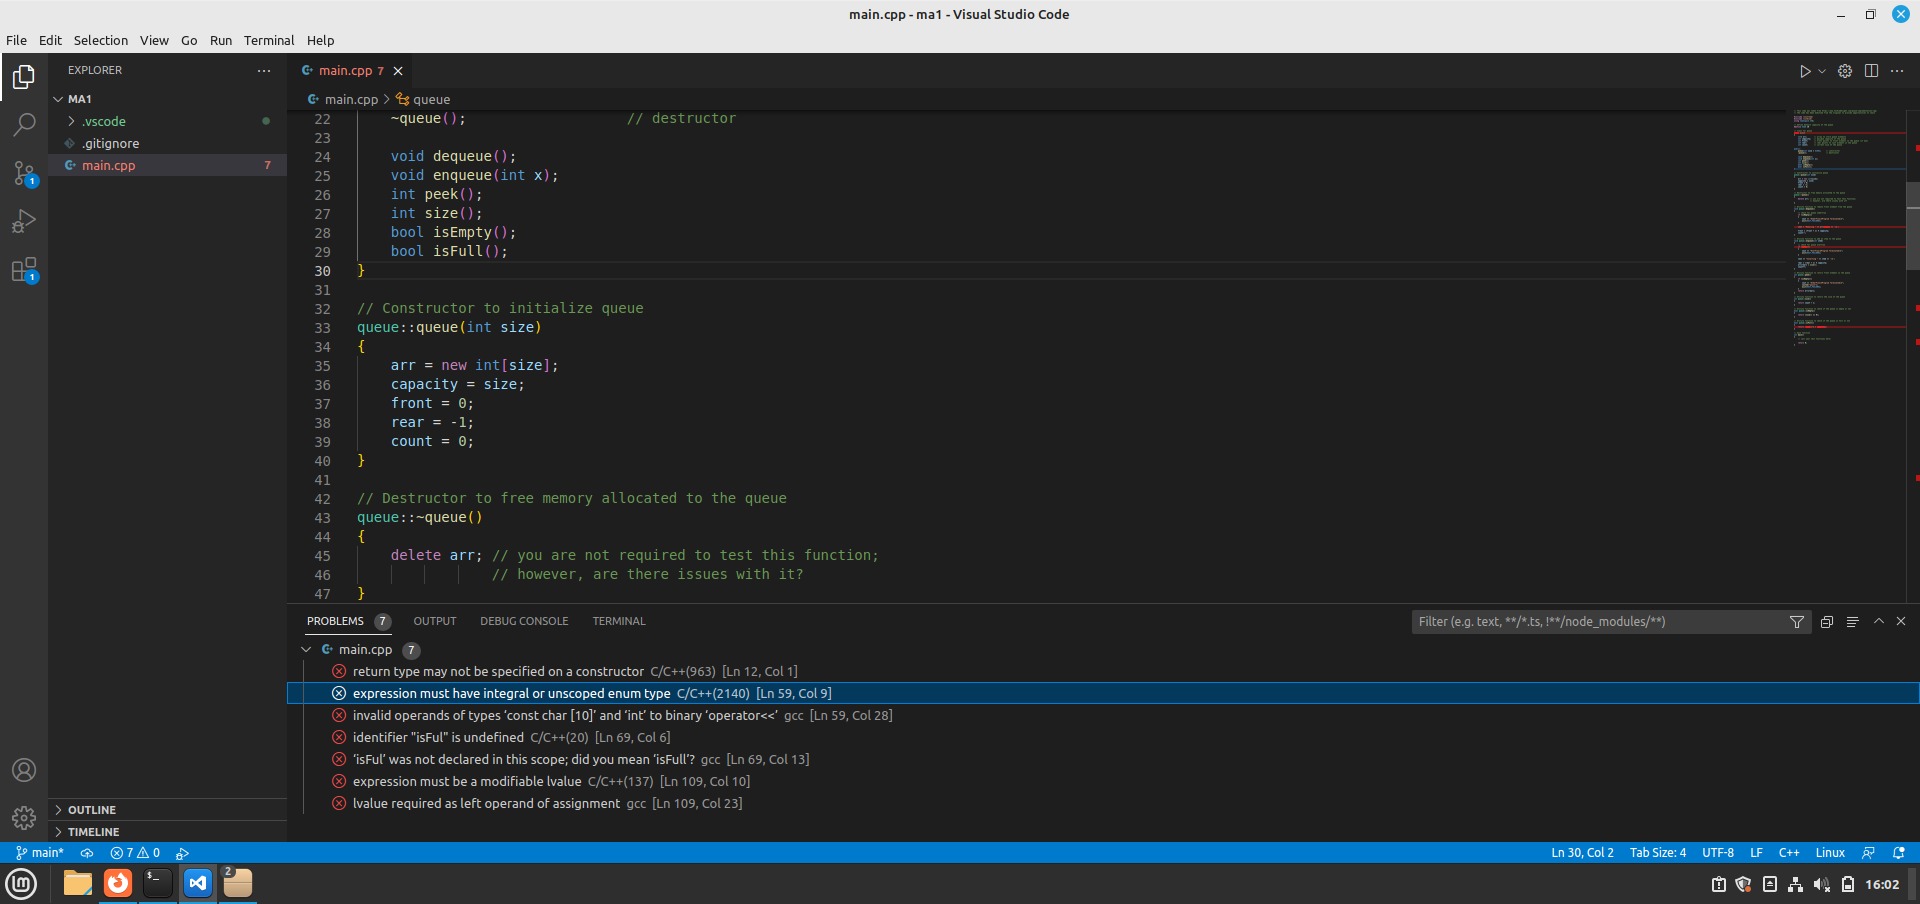 main.cpp - ma1 - Visual Studio Code
File Edit Selection View Go Run Terminal Help
EXPLORER
MA1
.vscode
.gitignore
main.cpp 7
OUTLINE
TIMELINE
1
1
main.cpp 7
main.cpp > queue
22 ~queue(); // destructor
23
24 void dequeue();
25 void enqueue(int x);
26 int peek();
27 int size();
28 bool isEmpty();
29 bool isFull();
30 }
31
32 // Constructor to initialize queue
33 queue::queue(int size)
34 {
35 arr = new int[size];
36 capacity = size;
37 front = 0;
38 rear = -1;
39 count = 0;
40 }
41
42 // Destructor to free memory allocated to the queue
43 queue::~queue()
44 {
45 delete arr; // you are not required to test this function;
46 // however, are there issues with it?
47 }
PROBLEMS 7 OUTPUT DEBUG CONSOLE TERMINAL Filter (e.g. text, **/*.ts, !**/node_modules/**)
main.cpp 7
return type may not be specified on a constructor C/C++(963) [Ln 12, Col 1]
expression must have integral or unscoped enum type C/C++(2140) [Ln 59, Col 9]
invalid operands of types ‘const char [10]’ and ‘int’ to binary ‘operator<<’ gcc [Ln 59, Col 28]
identifier "isFul" is undefined C/C++(20) [Ln 69, Col 6]
‘isFul’ was not declared in this scope; did you mean ‘isFull’? gcc [Ln 69, Col 13]
expression must be a modifiable lvalue C/C++(137) [Ln 109, Col 10]
lvalue required as left operand of assignment gcc [Ln 109, Col 23]
main* 7 0 Ln 30, Col 2 Tab Size: 4 UTF-8 LF C++ Linux
2
16:02